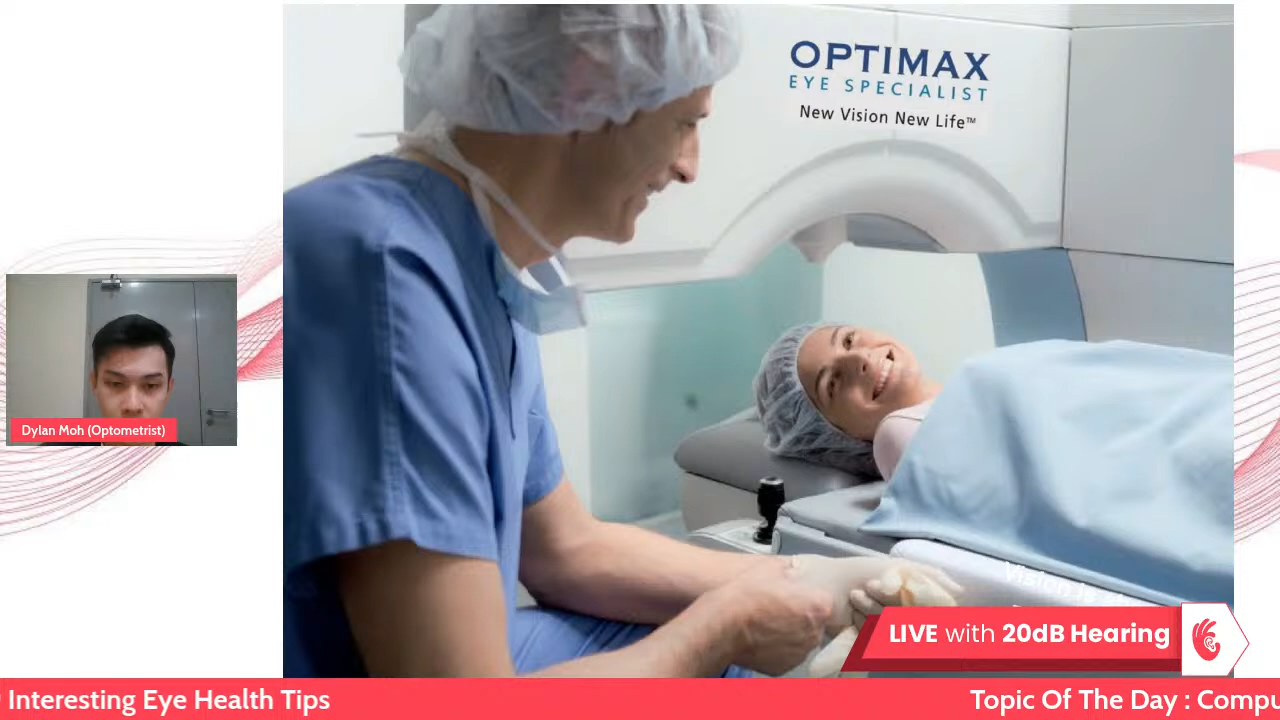 OPTIMAX
EYE SPECIALIST
New Vision New Life™
Dylan Moh (Optometrist)
LIVE with 20dB Hearing
Interesting Eye Health Tips
Topic Of The Day : Compu